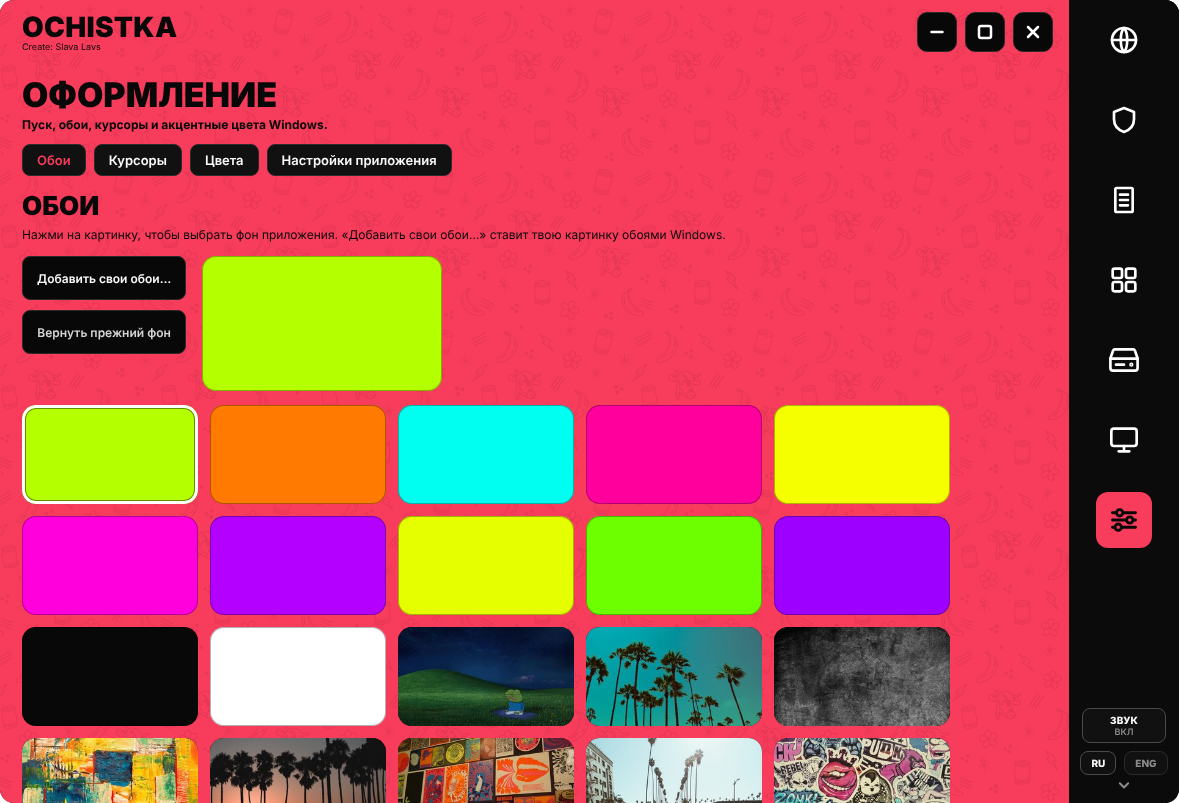 OCHISTKA
Create: Slava Lavs
ОФОРМЛЕНИЕ
Пуск, обои, курсоры и акцентные цвета Windows.
Обои
Курсоры
Цвета
Настройки приложения
ОБОИ
Нажми на картинку, чтобы выбрать фон приложения. «Добавить свои обои...» ставит твою картинку обоями Windows.
Добавить свои обои...
Вернуть прежний фон
ЗВУК
ВКЛ
RU
ENG